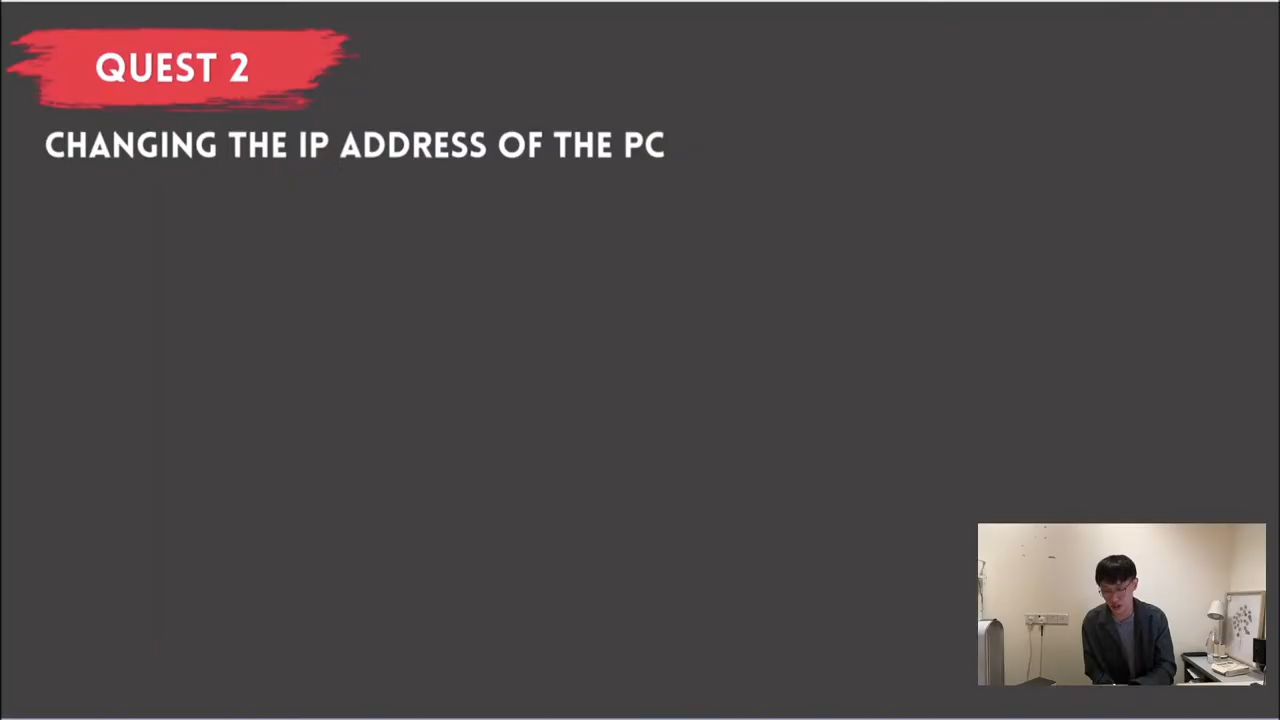 QUEST 2
CHANGING THE IP ADDRESS OF THE PC